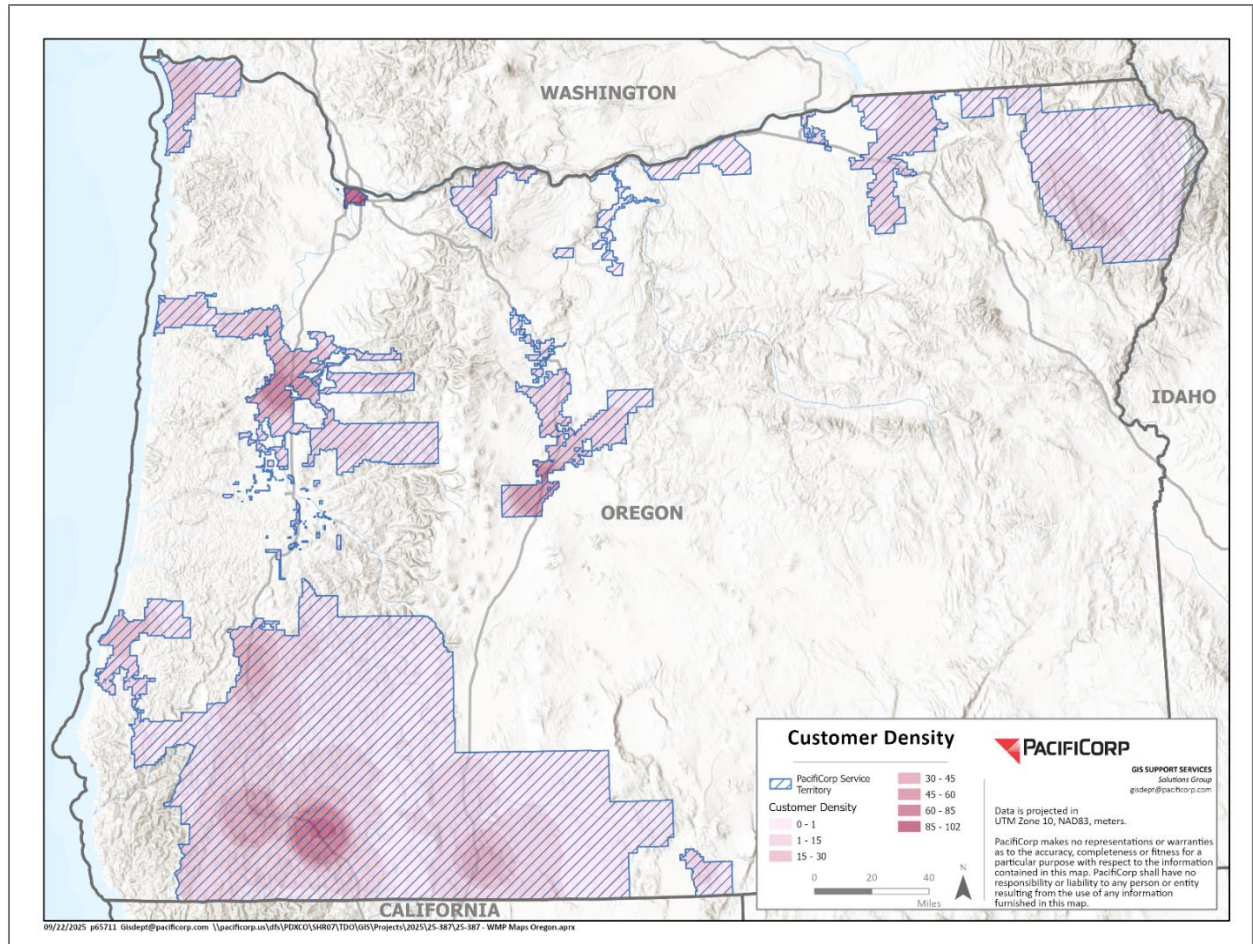 WASHINGTON
IDAHO
OREGON
CALIFORNIA
Customer Density
PacifiCorp Service
Territory
Customer Density
0 - 1
1 - 15
15 - 30
30 - 45
45 - 60
60 - 85
85 - 102
PACIFICORP
GIS SUPPORT SERVICES
Solutions Group
gisdept@pacificorp.com
Data is projected in
UTM Zone 10, NAD83, meters.
PacifiCorp makes no representations or warranties
as to the accuracy, completeness or fitness for a
particular purpose with respect to the information
contained in this map. PacifiCorp shall have no
responsibility or liability to any person or entity
resulting from the use of any information
furnished in this map.
N
0 20 40
Miles
09/22/2025 p65711 Gisdept@pacificorp.com \\pacificorp.us\dfs\PDXCO\SHR07\TDO\GIS\Projects\2025\25-387\25-387 - WMP Maps Oregon.aprx